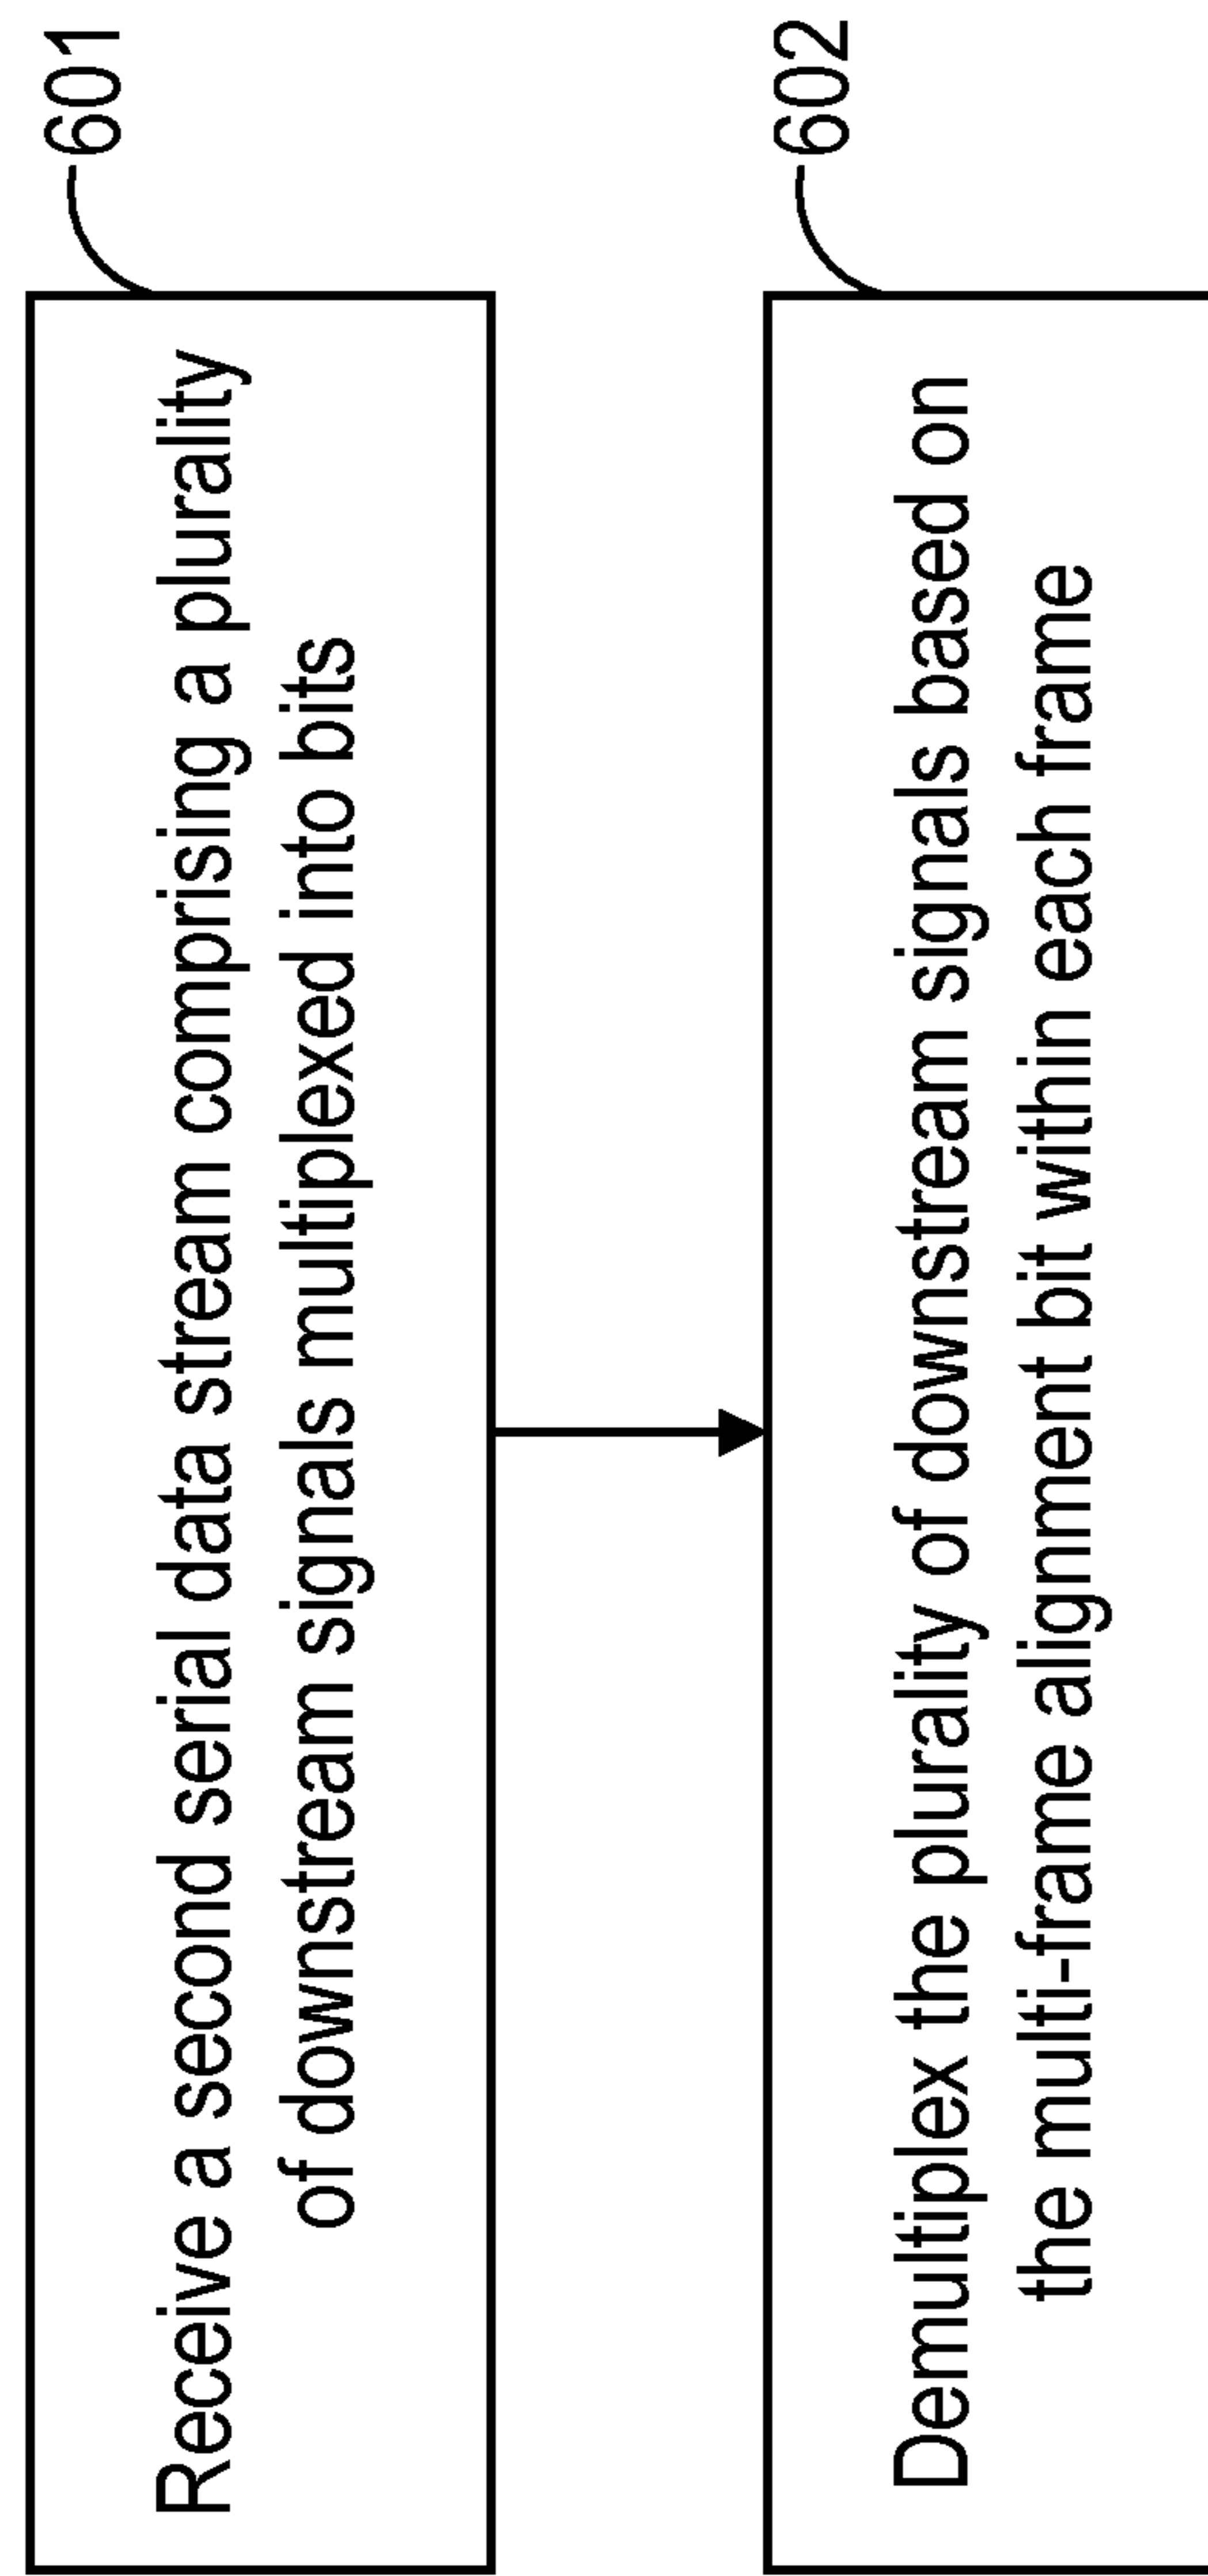 601
Receive a second serial data stream comprising a plurality
of downstream signals multiplexed into bits
602
Demultiplex the plurality of downstream signals based on
the multi-frame alignment bit within each frame